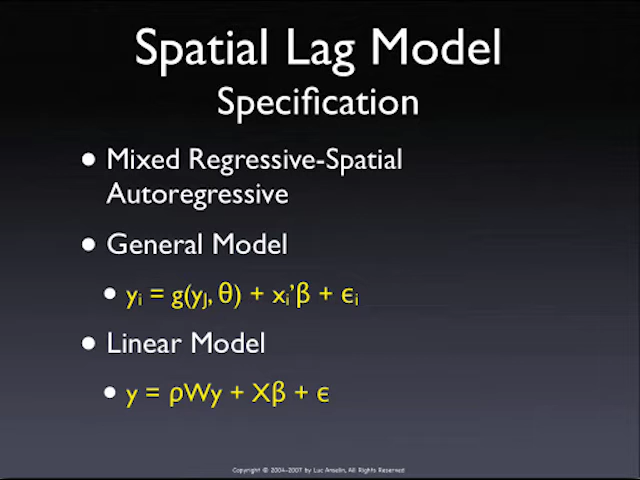 Spatial Lag Model
Specification
• Mixed Regressive-Spatial
Autoregressive
• General Model
• yᵢ = g(y_J, θ) + xᵢ’β + ϵᵢ
• Linear Model
• y = ρWy + Xβ + ϵ
Copyright © 2004-2007 by Luc Anselin, All Rights Reserved